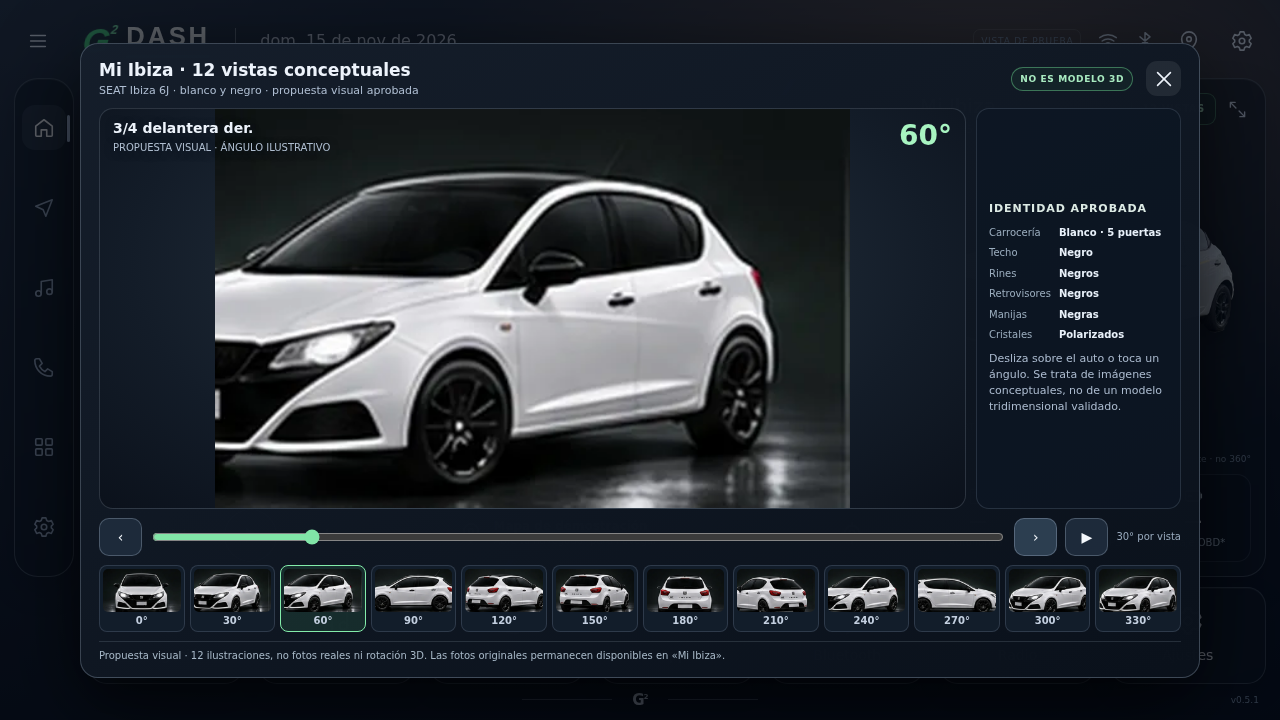 G² DASH
dom, 15 de nov de 2026
VISTA DE PRUEBA
Mi Ibiza · 12 vistas conceptuales
SEAT Ibiza 6J · blanco y negro · propuesta visual aprobada
NO ES MODELO 3D
3/4 delantera der.
PROPUESTA VISUAL · ÁNGULO ILUSTRATIVO
60°
IDENTIDAD APROBADA
Carrocería Blanco · 5 puertas
Techo Negro
Rines Negros
Retrovisores Negros
Manijas Negras
Cristales Polarizados
Desliza sobre el auto o toca un
ángulo. Se trata de imágenes
conceptuales, no de un modelo
tridimensional validado.
· no 360°
OBD*
‹
›
▶
30° por vista
0°
30°
60°
90°
120°
150°
180°
210°
240°
270°
300°
330°
Propuesta visual · 12 ilustraciones, no fotos reales ni rotación 3D. Las fotos originales permanecen disponibles en «Mi Ibiza».
G²
v0.5.1